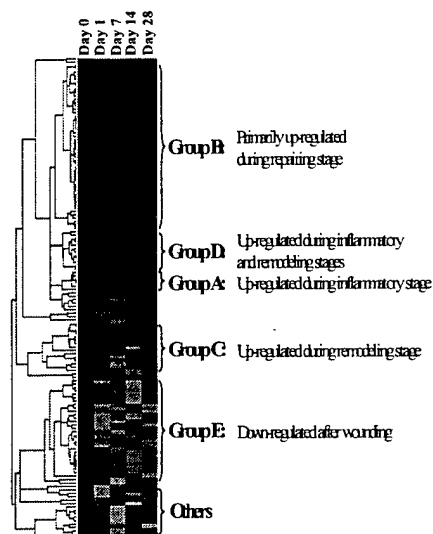 Day 0
Day 1
Day 7
Day 14
Day 28
Group B:
Primarily up-regulated
during repairing stage
Group D:
Up-regulated during inflammatory
and remodeling stages
Group A:
Up-regulated during inflammatory stage
Group C:
Up-regulated during remodeling stage
Group E:
Down-regulated after wounding
Others